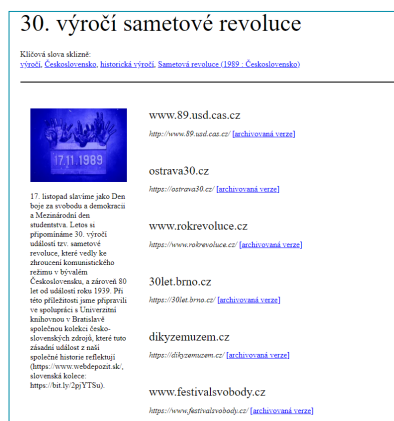 30. výročí sametové revoluce
Klíčová slova sklizně:
výročí, Československo, historická výročí, Sametová revoluce (1989 : Československo)
17.11.1989
17. listopad slavíme jako Den
boje za svobodu a demokracii
a Mezinárodní den
studentstva. Letos si
připomínáme 30. výročí
událostí tzv. sametové
revoluce, které vedly ke
zhroucení komunistického
režimu v bývalém
Československu, a zároveň 80
let od událostí roku 1939. Při
této příležitosti jsme připravili
ve spolupráci s Univerzitní
knihovnou v Bratislavě
společnou kolekci česko-
slovenských zdrojů, které tuto
zásadní událost z naší
společné historie reflektují
(https://www.webdepozit.sk/,
slovenská kolece:
https://bit.ly/2pjYTSu).
www.89.usd.cas.cz
http://www.89.usd.cas.cz/ [archivovaná verze]
ostrava30.cz
https://ostrava30.cz/ [archivovaná verze]
www.rokrevoluce.cz
https://www.rokrevoluce.cz/ [archivovaná verze]
30let.brno.cz
https://30let.brno.cz/ [archivovaná verze]
dikyzemuzem.cz
https://dikyzemuzem.cz/ [archivovaná verze]
www.festivalsvobody.cz
https://www.festivalsvobody.cz/ [archivovaná verze]